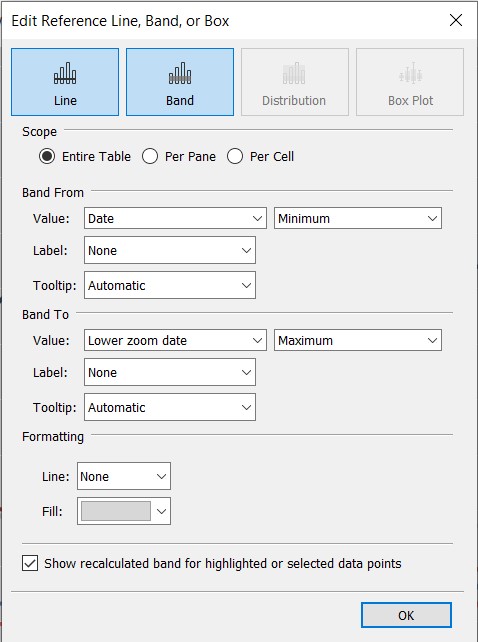 Edit Reference Line, Band, or Box
Line Band Distribution Box Plot
Scope
Entire Table Per Pane Per Cell
Band From
Value: Date Minimum
Label: None
Tooltip: Automatic
Band To
Value: Lower zoom date Maximum
Label: None
Tooltip: Automatic
Formatting
Line: None
Fill:
Show recalculated band for highlighted or selected data points
OK